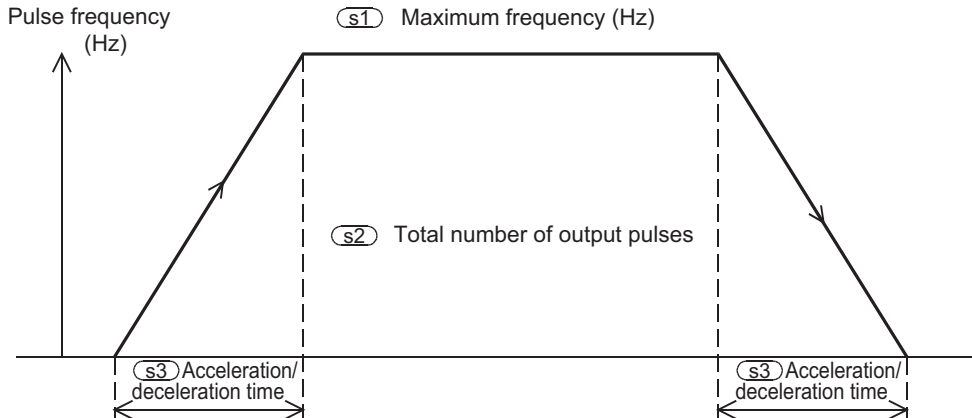 Pulse frequency
(Hz)
s1 Maximum frequency (Hz)
s2 Total number of output pulses
s3 Acceleration/
deceleration time
s3 Acceleration/
deceleration time